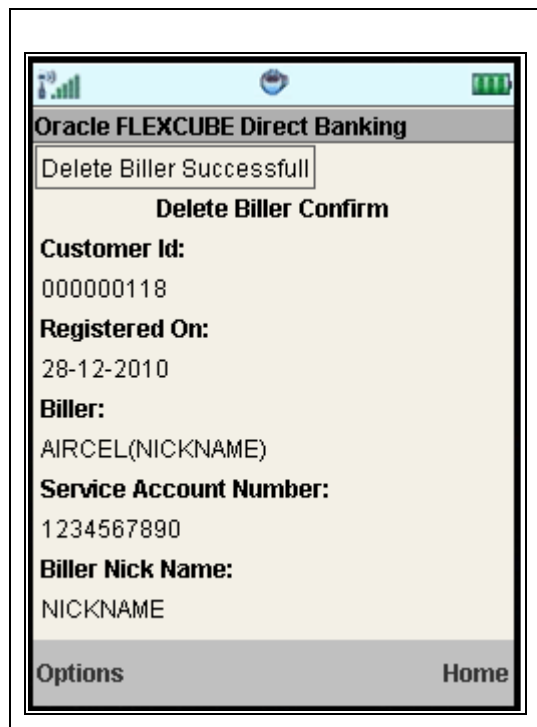 Oracle FLEXCUBE Direct Banking
Delete Biller Successfull
Delete Biller Confirm
Customer Id:
000000118
Registered On:
28-12-2010
Biller:
AIRCEL(NICKNAME)
Service Account Number:
1234567890
Biller Nick Name:
NICKNAME
Options Home